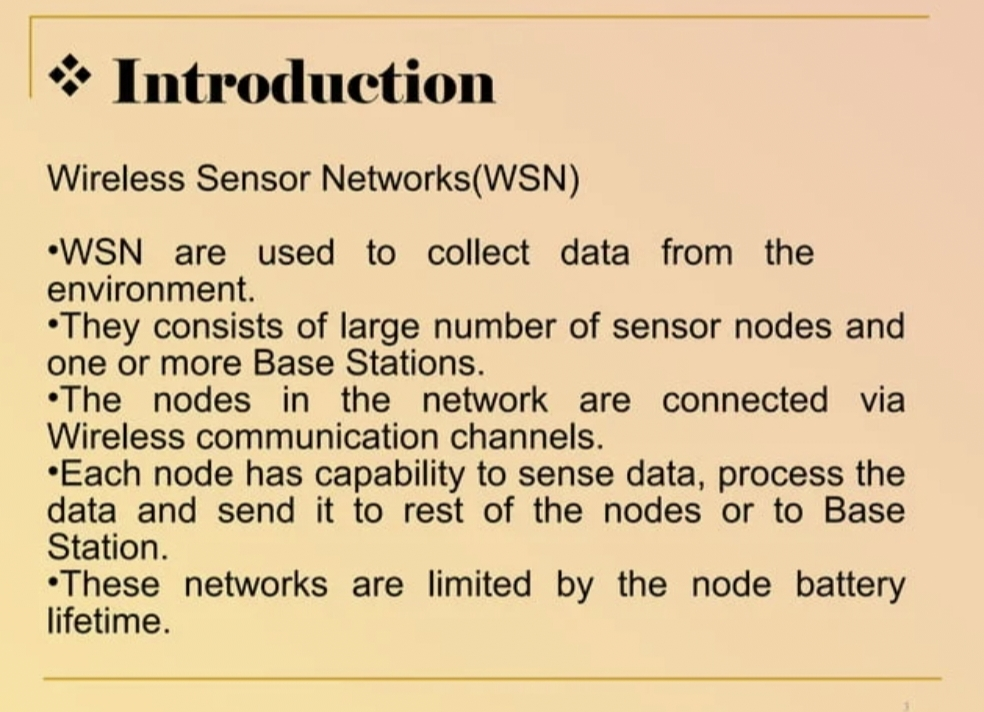 ❖ Introduction
Wireless Sensor Networks(WSN)
•WSN are used to collect data from the
environment.
•They consists of large number of sensor nodes and
one or more Base Stations.
•The nodes in the network are connected via
Wireless communication channels.
•Each node has capability to sense data, process the
data and send it to rest of the nodes or to Base
Station.
•These networks are limited by the node battery
lifetime.